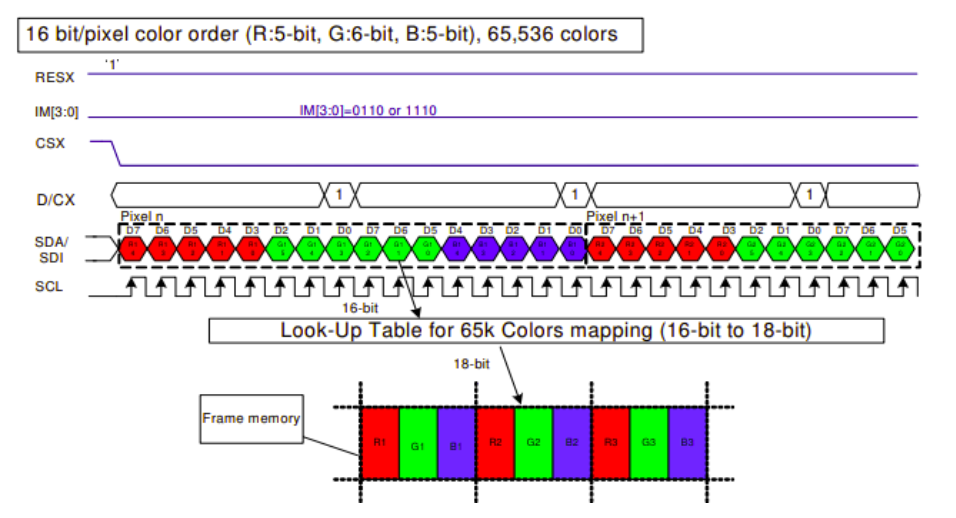 16 bit/pixel color order (R:5-bit, G:6-bit, B:5-bit), 65,536 colors
'1'
RESX
IM[3:0] IM[3:0]=0110 or 1110
CSX
D/CX 1 1 1
Pixel n Pixel n+1
D7 D6 D5 D4 D3 D2 D1 D0 D7 D6 D5 D4 D3 D2 D1 D0 D7 D6 D5 D4 D3 D2 D1 D0 D7 D6 D5
SDA/
SDI
SCL
16-bit
Look-Up Table for 65k Colors mapping (16-bit to 18-bit)
18-bit
Frame memory
R1 G1 B1 R2 G2 B2 R3 G3 B3